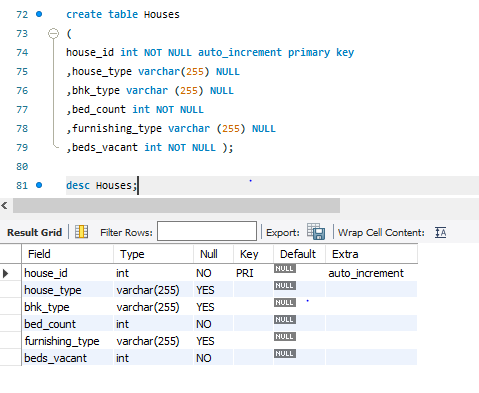 72 create table Houses
73 (
74 house_id int NOT NULL auto_increment primary key
75 ,house_type varchar(255) NULL
76 ,bhk_type varchar (255) NULL
77 ,bed_count int NOT NULL
78 ,furnishing_type varchar (255) NULL
79 ,beds_vacant int NOT NULL );
80
81 desc Houses;
Result Grid Filter Rows: Export: Wrap Cell Content: IA
Field Type Null Key Default Extra
house_id int NO PRI NULL auto_increment
house_type varchar(255) YES NULL
bhk_type varchar(255) YES NULL
bed_count int NO NULL
furnishing_type varchar(255) YES NULL
beds_vacant int NO NULL